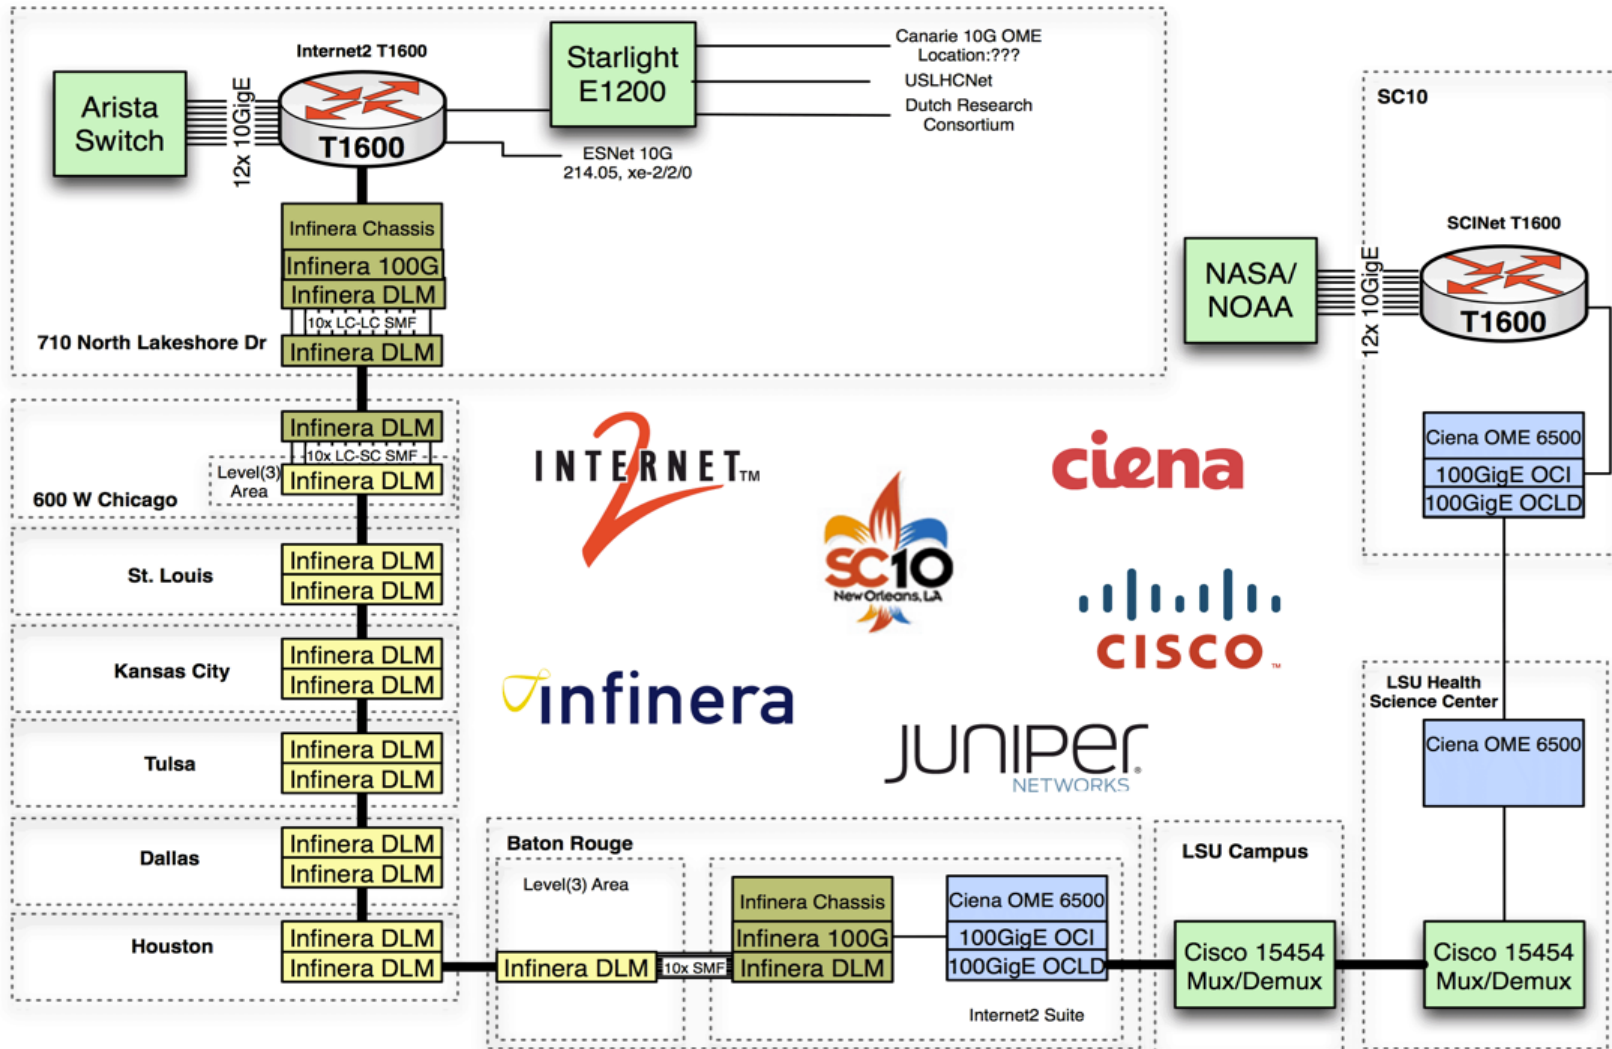 Internet2 T1600
Arista
Switch
12x 10GigE
T1600
Starlight
E1200
Canarie 10G OME
Location:???
USLHCNet
Dutch Research
Consortium
ESNet 10G
214.05, xe-2/2/0
Infinera Chassis
Infinera 100G
Infinera DLM
10x LC-LC SMF
Infinera DLM
710 North Lakeshore Dr
Infinera DLM
10x LC-SC SMF
Level(3)
Area
Infinera DLM
600 W Chicago
St. Louis
Infinera DLM
Infinera DLM
Kansas City
Infinera DLM
Infinera DLM
Tulsa
Infinera DLM
Infinera DLM
Dallas
Infinera DLM
Infinera DLM
Houston
Infinera DLM
Infinera DLM
INTERNET
2
TM
ciena
SC10
New Orleans, LA
CISCO
TM
infinera
JUNIPER
NETWORKS
Baton Rouge
Level(3) Area
Infinera DLM
10x SMF
Infinera Chassis
Infinera 100G
Infinera DLM
Ciena OME 6500
100GigE OCI
100GigE OCLD
Internet2 Suite
LSU Campus
Cisco 15454
Mux/Demux
SC10
SCINet T1600
NASA/
NOAA
12x 10GigE
T1600
Ciena OME 6500
100GigE OCI
100GigE OCLD
LSU Health
Science Center
Ciena OME 6500
Cisco 15454
Mux/Demux